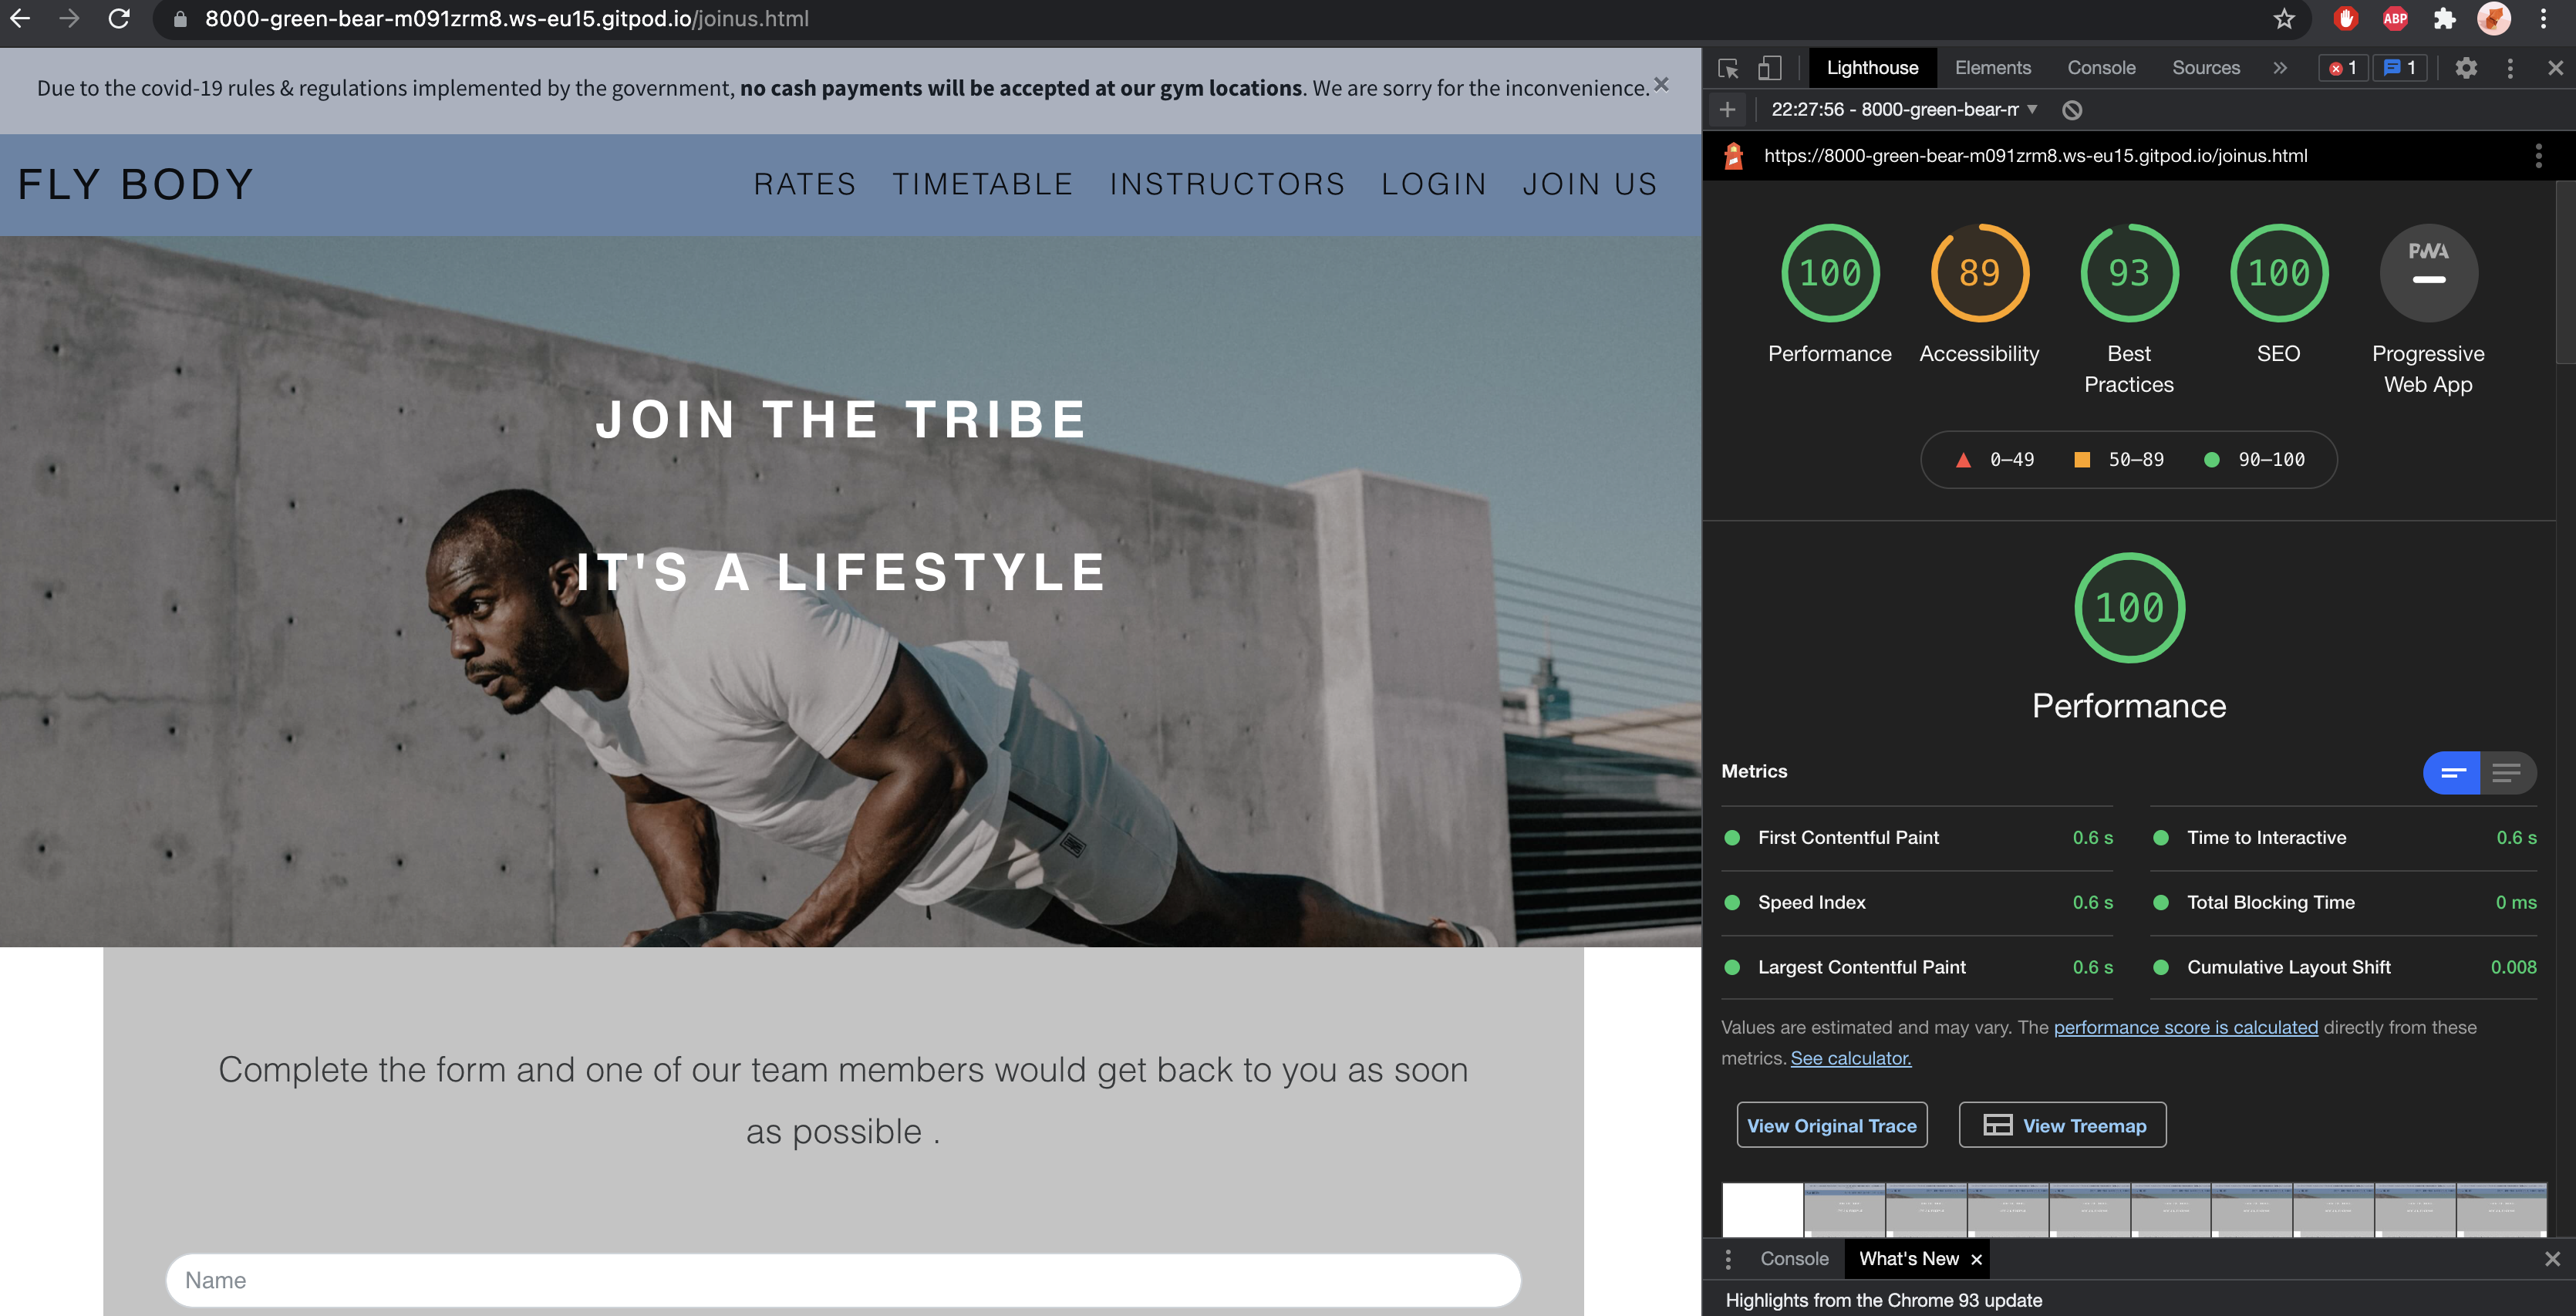 8000-green-bear-m091zrm8.ws-eu15.gitpod.io/joinus.html
ABP
Due to the covid-19 rules & regulations implemented by the government, no cash payments will be accepted at our gym locations. We are sorry for the inconvenience. ×
FLY BODY
RATES TIMETABLE INSTRUCTORS LOGIN JOIN US
JOIN THE TRIBE
IT'S A LIFESTYLE
Complete the form and one of our team members would get back to you as soon
as possible .
Name
Lighthouse Elements Console Sources » 1 1
22:27:56 - 8000-green-bear-m
https://8000-green-bear-m091zrm8.ws-eu15.gitpod.io/joinus.html
100 89 93 100 PWA
Performance Accessibility Best Practices SEO Progressive Web App
0–49 50–89 90–100
100
Performance
Metrics
First Contentful Paint 0.6 s
Time to Interactive 0.6 s
Speed Index 0.6 s
Total Blocking Time 0 ms
Largest Contentful Paint 0.6 s
Cumulative Layout Shift 0.008
Values are estimated and may vary. The performance score is calculated directly from these
metrics. See calculator.
View Original Trace View Treemap
Console What's New ×
Highlights from the Chrome 93 update